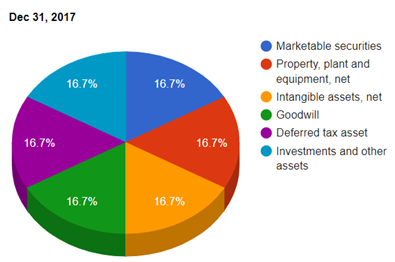 Dec 31, 2017
Marketable securities
Property, plant and
equipment, net
Intangible assets, net
Goodwill
Deferred tax asset
Investments and other
assets
16.7%
16.7%
16.7%
16.7%
16.7%
16.7%